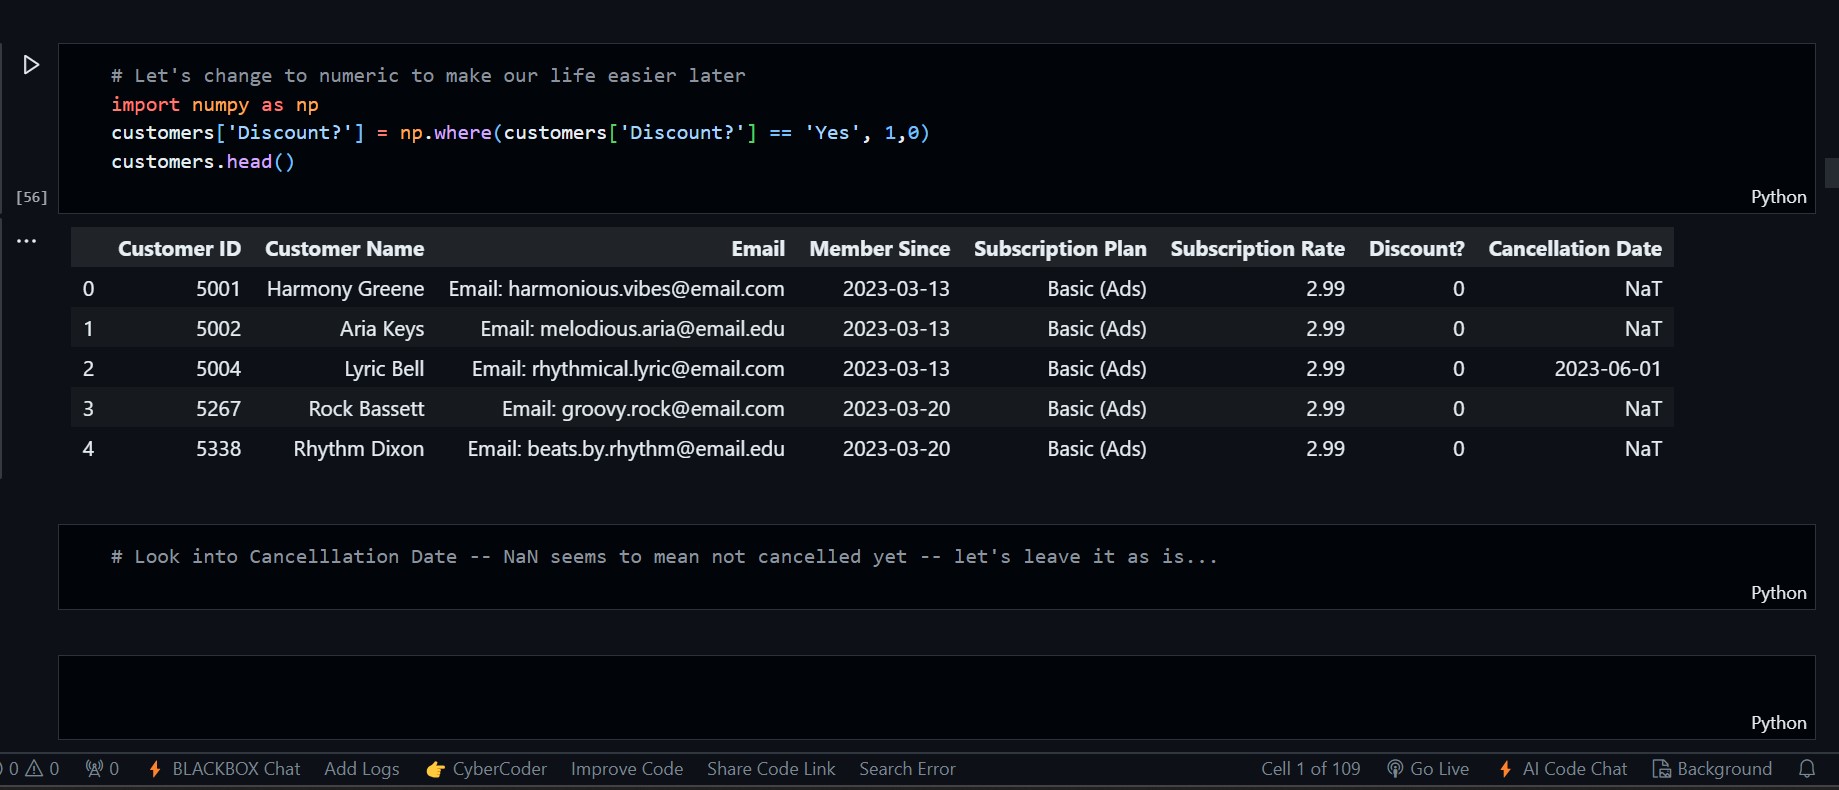 # Let's change to numeric to make our life easier later
import numpy as np
customers['Discount?'] = np.where(customers['Discount?'] == 'Yes', 1,0)
customers.head()
[56]
Python
...
Customer ID Customer Name Email Member Since Subscription Plan Subscription Rate Discount? Cancellation Date
0 5001 Harmony Greene Email: harmonious.vibes@email.com 2023-03-13 Basic (Ads) 2.99 0 NaT
1 5002 Aria Keys Email: melodious.aria@email.edu 2023-03-13 Basic (Ads) 2.99 0 NaT
2 5004 Lyric Bell Email: rhythmical.lyric@email.com 2023-03-13 Basic (Ads) 2.99 0 2023-06-01
3 5267 Rock Bassett Email: groovy.rock@email.com 2023-03-20 Basic (Ads) 2.99 0 NaT
4 5338 Rhythm Dixon Email: beats.by.rhythm@email.edu 2023-03-20 Basic (Ads) 2.99 0 NaT
# Look into Cancelllation Date -- NaN seems to mean not cancelled yet -- let's leave it as is...
Python
Python
0 0 0 BLACKBOX Chat Add Logs CyberCoder Improve Code Share Code Link Search Error Cell 1 of 109 Go Live AI Code Chat Background